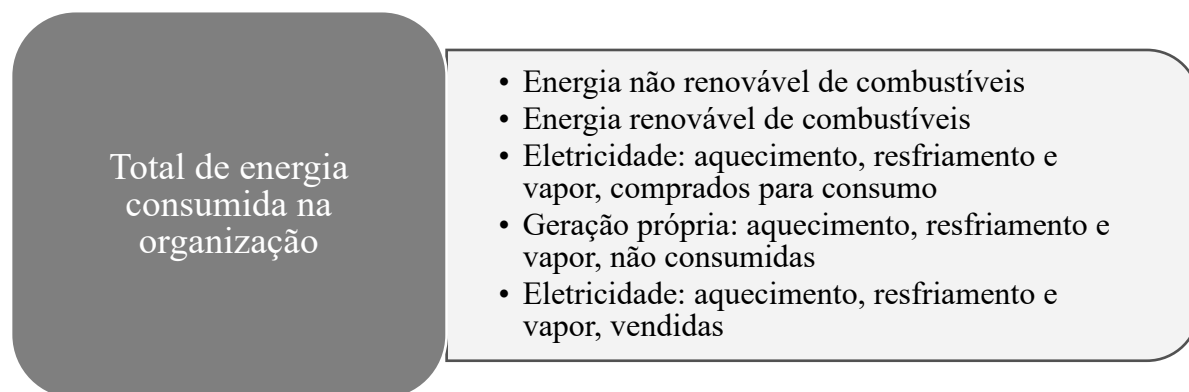 Total de energia
consumida na
organização
• Energia não renovável de combustíveis
• Energia renovável de combustíveis
• Eletricidade: aquecimento, resfriamento e
vapor, comprados para consumo
• Geração própria: aquecimento, resfriamento e
vapor, não consumidas
• Eletricidade: aquecimento, resfriamento e
vapor, vendidas